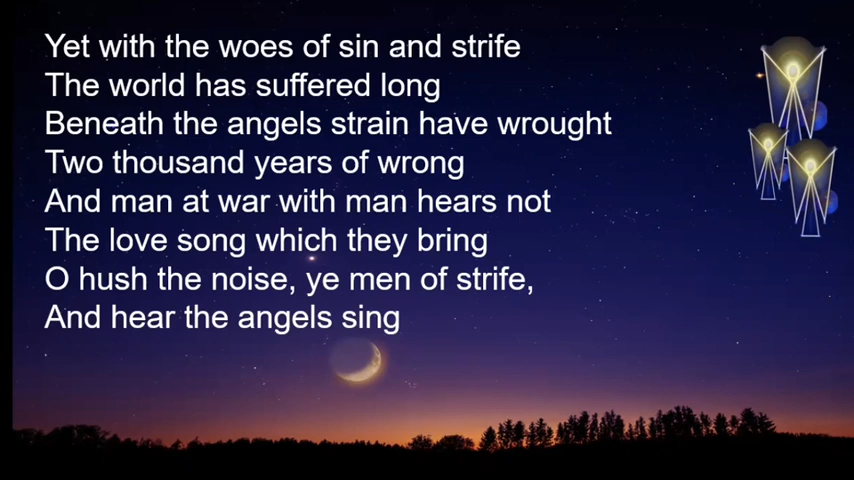 Yet with the woes of sin and strife
The world has suffered long
Beneath the angels strain have wrought
Two thousand years of wrong
And man at war with man hears not
The love song which they bring
O hush the noise, ye men of strife,
And hear the angels sing